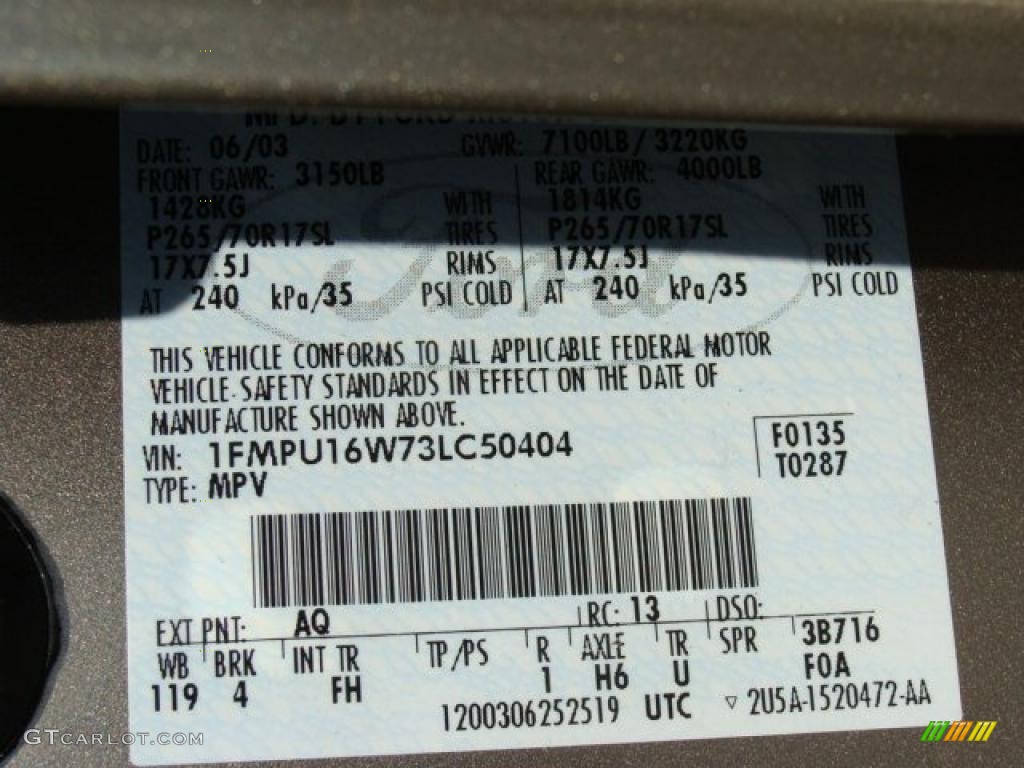 MFD. BY FORD MOTOR
DATE: 06/03 GVWR: 7100LB / 3220KG
FRONT GAWR: 3150LB REAR GAWR: 4000LB
1428KG WITH 1814KG WITH
P265/70R17SL TIRES P265/70R17SL TIRES
17X7.5J RIMS 17X7.5J RIMS
AT 240 kPa/35 PSI COLD AT 240 kPa/35 PSI COLD
Ford
THIS VEHICLE CONFORMS TO ALL APPLICABLE FEDERAL MOTOR
VEHICLE SAFETY STANDARDS IN EFFECT ON THE DATE OF
MANUFACTURE SHOWN ABOVE.
VIN: 1FMPU16W73LC50404 F0135
TYPE: MPV T0287
EXT PNT: AQ RC: 13 DSO:
WB BRK INT TR TP/PS R AXLE TR SPR 3B716
119 4 FH 1 H6 U F0A
1200306252519 UTC ▽ 2U5A-1520472-AA
GTCARLOT.COM